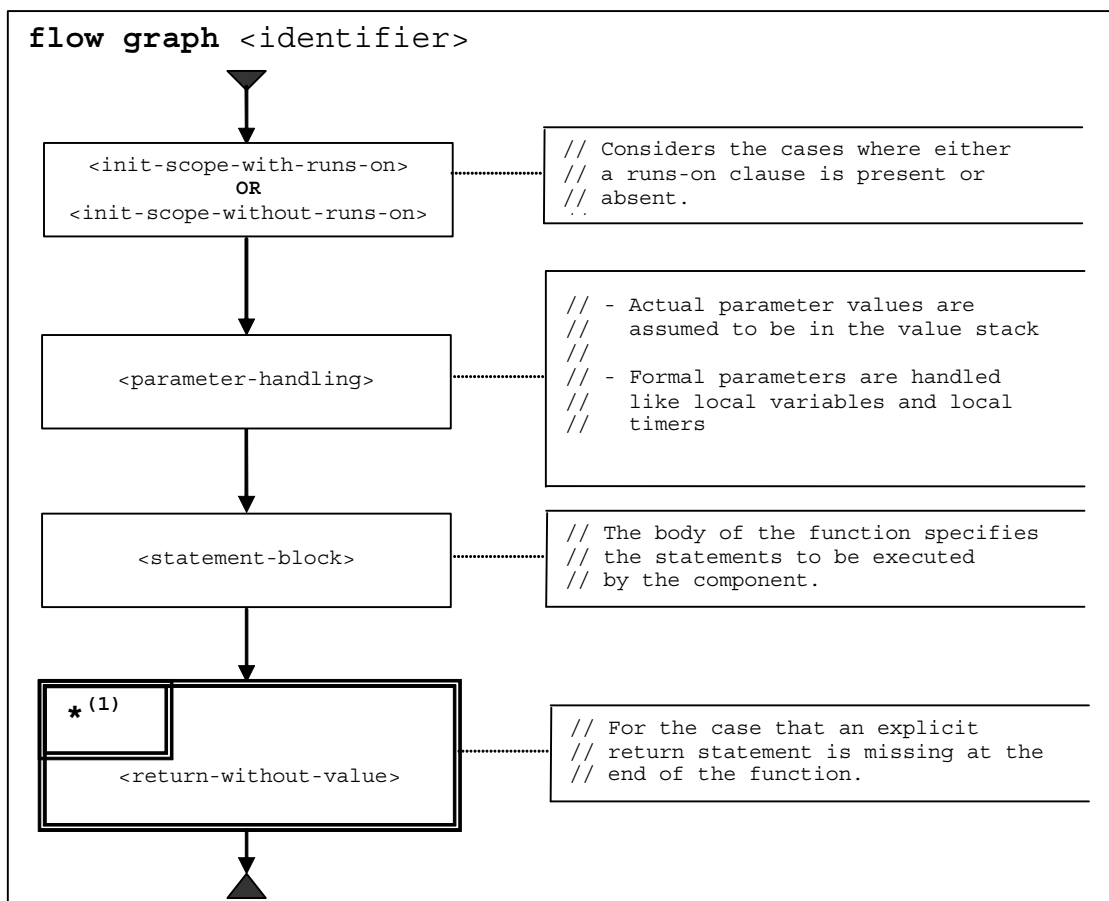 flow graph <identifier>
<init-scope-with-runs-on>
OR
<init-scope-without-runs-on>
// Considers the cases where either
// a runs-on clause is present or
// absent.
<parameter-handling>
// - Actual parameter values are
//   assumed to be in the value stack
//
// - Formal parameters are handled
//   like local variables and local
//   timers
<statement-block>
// The body of the function specifies
// the statements to be executed
// by the component.
*(1)
<return-without-value>
// For the case that an explicit
// return statement is missing at the
// end of the function.